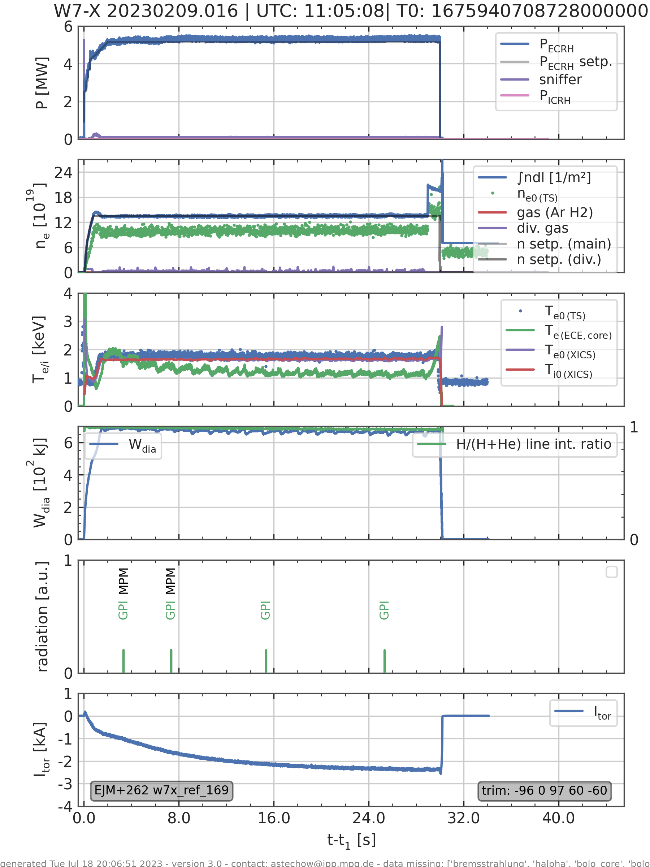 W7-X 20230209.016 | UTC: 11:05:08| T0: 1675940708728000000
6
4
2
0
P [MW]
P_ECRH
P_ECRH setp.
sniffer
P_ICRH
24
18
12
6
0
n_e [10^19]
∫ndl [1/m²]
n_e0 (TS)
gas (Ar H2)
div. gas
n setp. (main)
n setp. (div.)
4
3
2
1
0
T_e/i [keV]
T_e0 (TS)
T_e (ECE, core)
T_e0 (XICS)
T_i0 (XICS)
6
4
2
0
W_dia [10^2 kJ]
W_dia
H/(H+He) line int. ratio
1
0
1
0
radiation [a.u.]
GPI MPM
GPI MPM
GPI
GPI
1
0
-1
-2
-3
-4
I_tor [kA]
I_tor
EJM+262 w7x_ref_169
trim: -96 0 97 60 -60
0.0 8.0 16.0 24.0 32.0 40.0
t-t_1 [s]
generated Tue Jul 18 20:06:51 2023 - version 3.0 - contact: astechow@ipp.mpg.de - data missing: ['bremsstrahlung', 'haloha', 'bolo_core', 'bolo